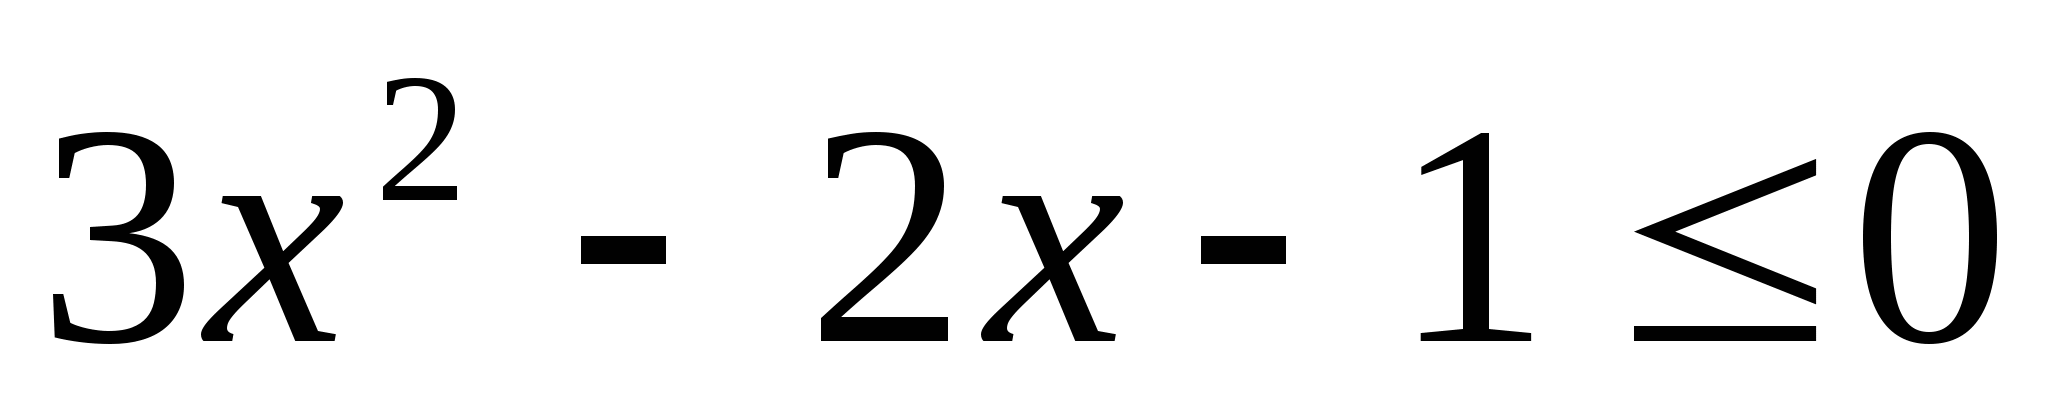 3x² - 2x - 1 ≤ 0